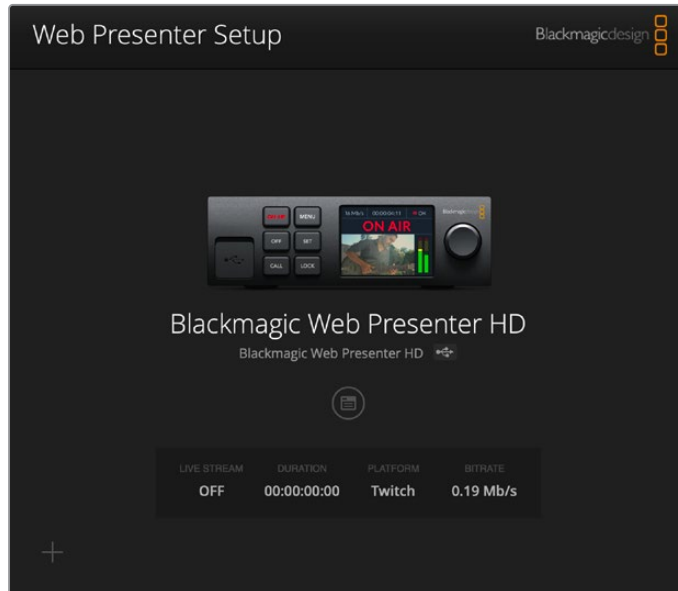 Web Presenter Setup
Blackmagicdesign
ON AIR MENU
OFF SET
CALL LOCK
ON AIR
Blackmagic Web Presenter HD
Blackmagic Web Presenter HD
LIVE STREAM DURATION PLATFORM BITRATE
OFF 00:00:00:00 Twitch 0.19 Mb/s